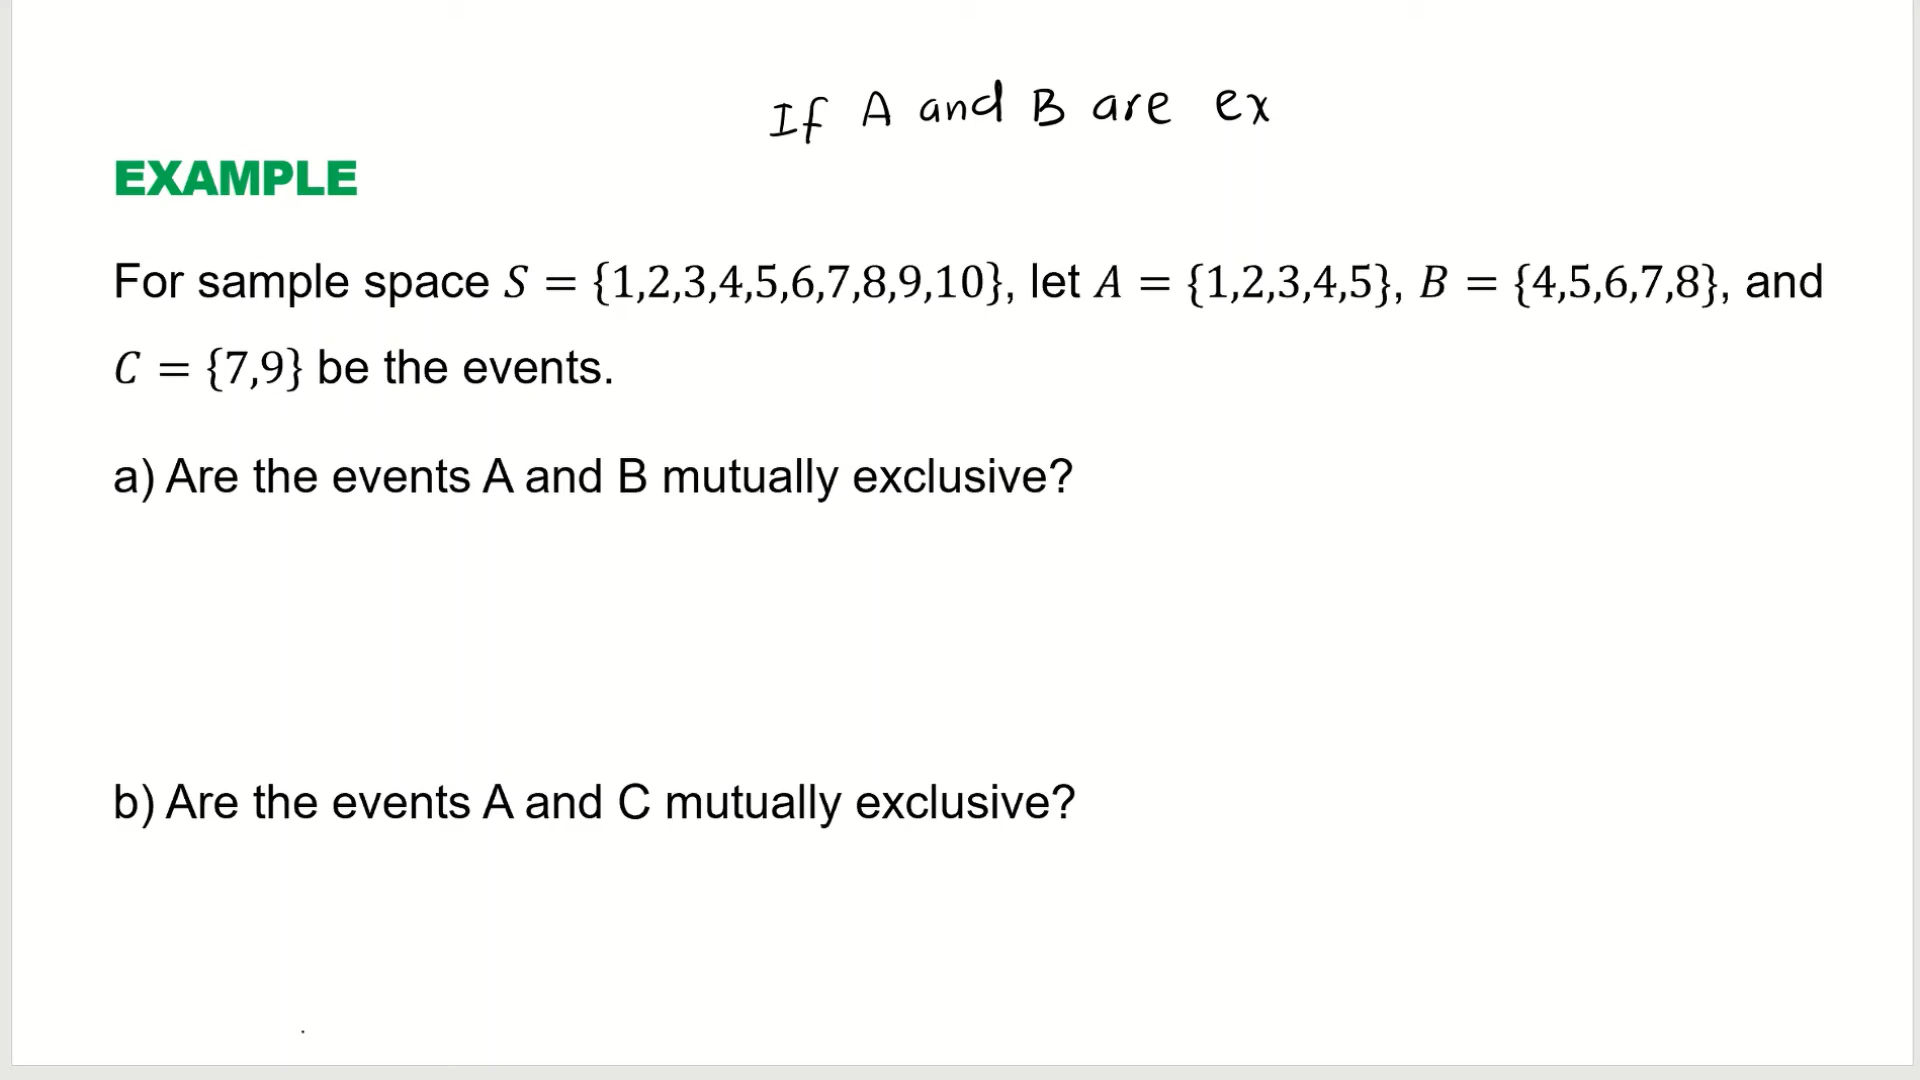 If A and B are ex
EXAMPLE
For sample space S = {1,2,3,4,5,6,7,8,9,10}, let A = {1,2,3,4,5}, B = {4,5,6,7,8}, and
C = {7,9} be the events.
a) Are the events A and B mutually exclusive?
b) Are the events A and C mutually exclusive?